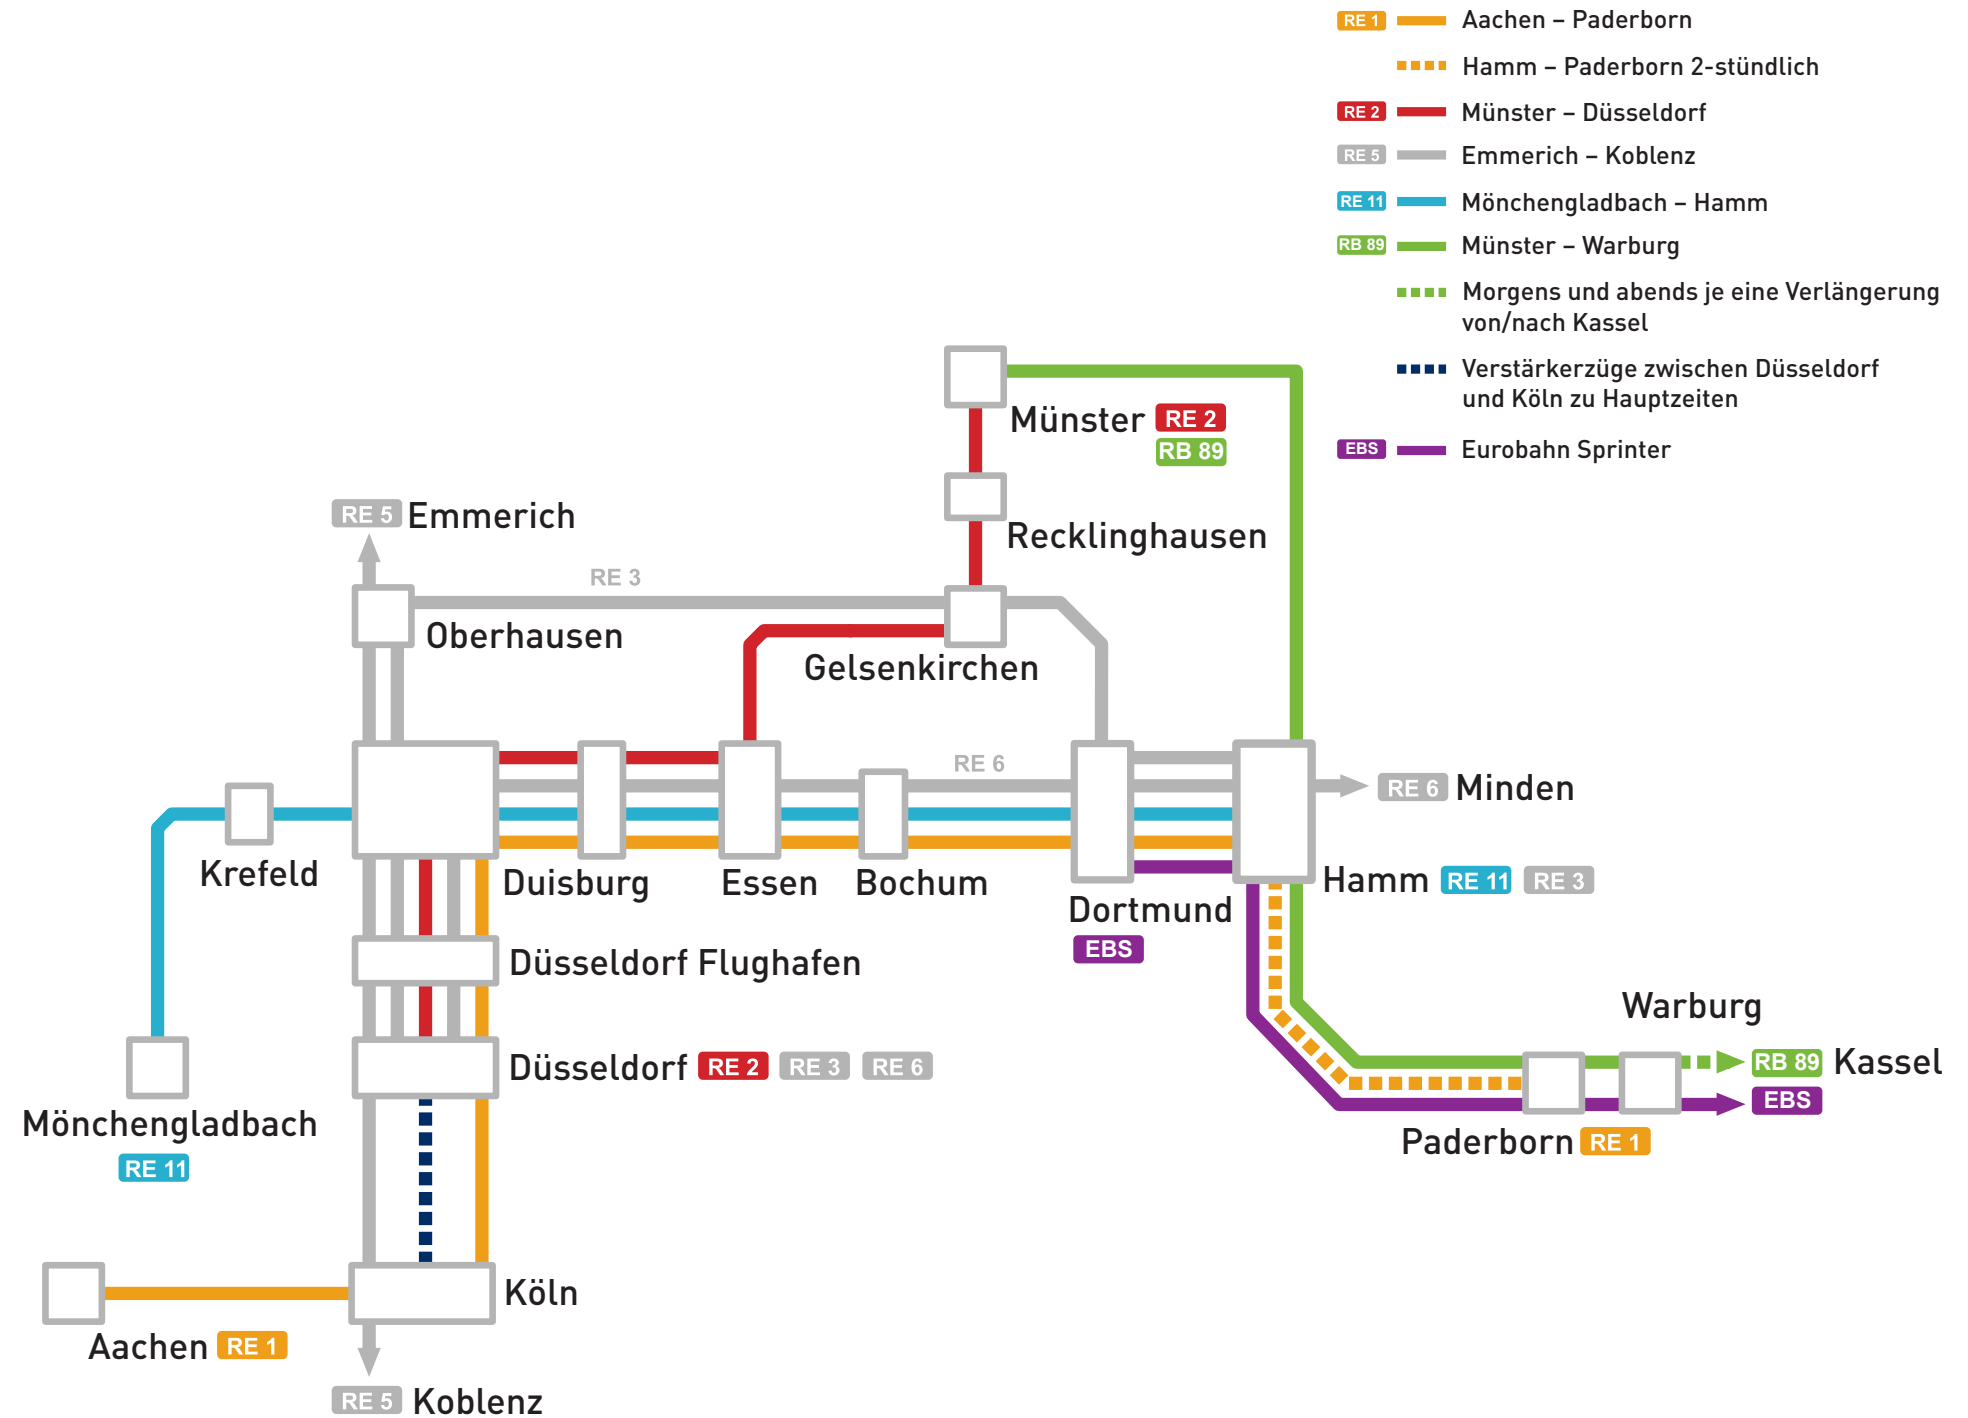 RE 1 Aachen – Paderborn
Hamm – Paderborn 2-stündlich
RE 2 Münster – Düsseldorf
RE 5 Emmerich – Koblenz
RE 11 Mönchengladbach – Hamm
RB 89 Münster – Warburg
Morgens und abends je eine Verlängerung
von/nach Kassel
Verstärkerzüge zwischen Düsseldorf
und Köln zu Hauptzeiten
EBS Eurobahn Sprinter
Münster RE 2
RB 89
RE 5 Emmerich
Recklinghausen
RE 3
Oberhausen
Gelsenkirchen
RE 6
RE 6 Minden
Krefeld
Duisburg
Essen
Bochum
Hamm RE 11 RE 3
Dortmund
EBS
Düsseldorf Flughafen
Warburg
Düsseldorf RE 2 RE 3 RE 6
RB 89 Kassel
EBS
Mönchengladbach
RE 11
Paderborn RE 1
Köln
Aachen RE 1
RE 5 Koblenz